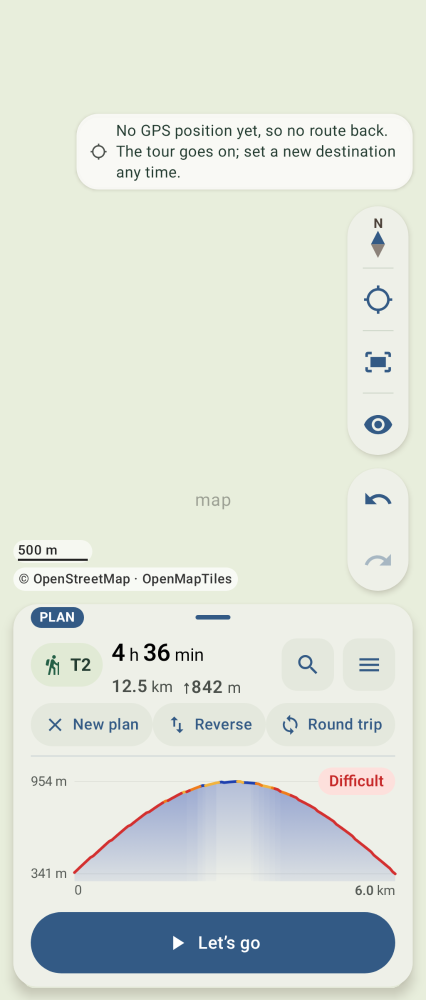 No GPS position yet, so no route back.
The tour goes on; set a new destination
any time.
N
map
500 m
© OpenStreetMap · OpenMapTiles
PLAN
T2
4 h 36 min
12.5 km ↑842 m
New plan
Reverse
Round trip
954 m
Difficult
341 m
0
6.0 km
Let’s go